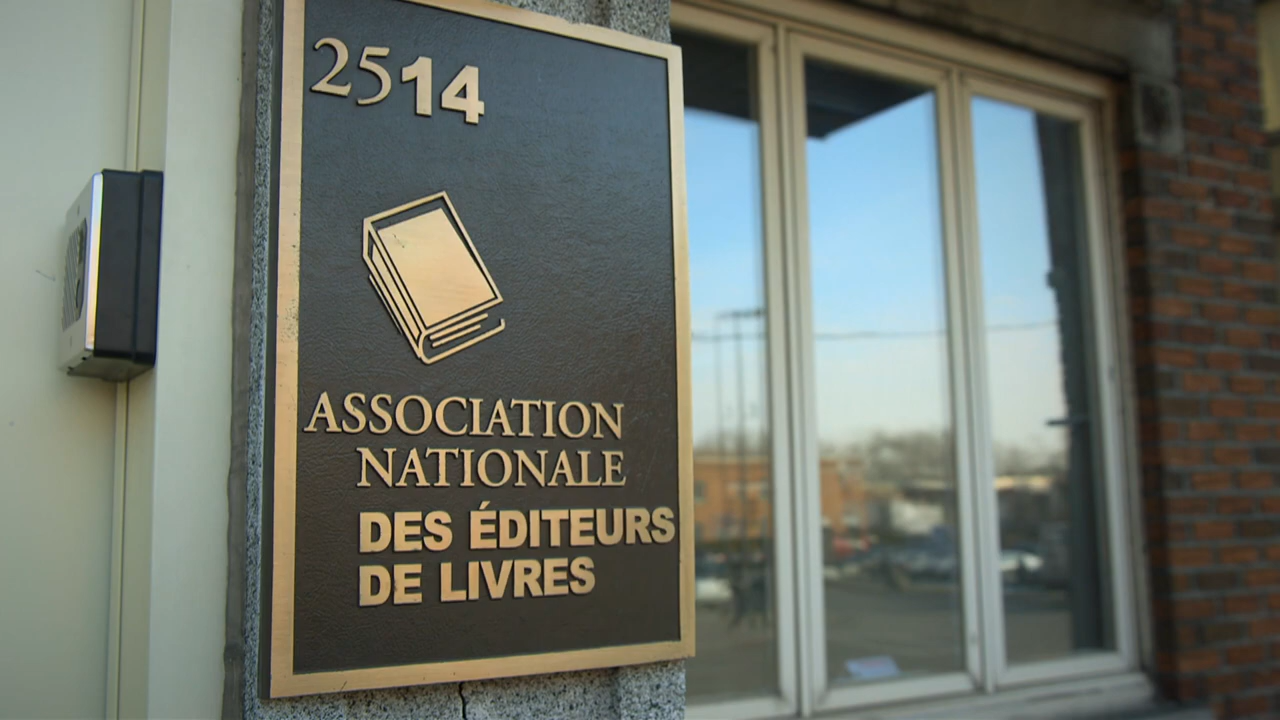 2514
ASSOCIATION
NATIONALE
DES ÉDITEURS
DE LIVRES